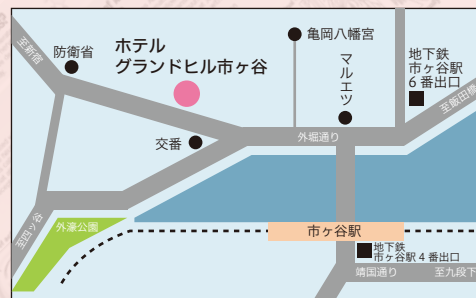 至新宿
防衛省
ホテル
グランドヒル市ヶ谷
亀岡八幡宮
マルエツ
地下鉄
市ヶ谷駅
6 番出口
至飯田橋
交番
外堀通り
至四ッ谷
外濠公園
市ヶ谷駅
地下鉄
市ヶ谷駅 4 番出口
靖国通り
至九段下